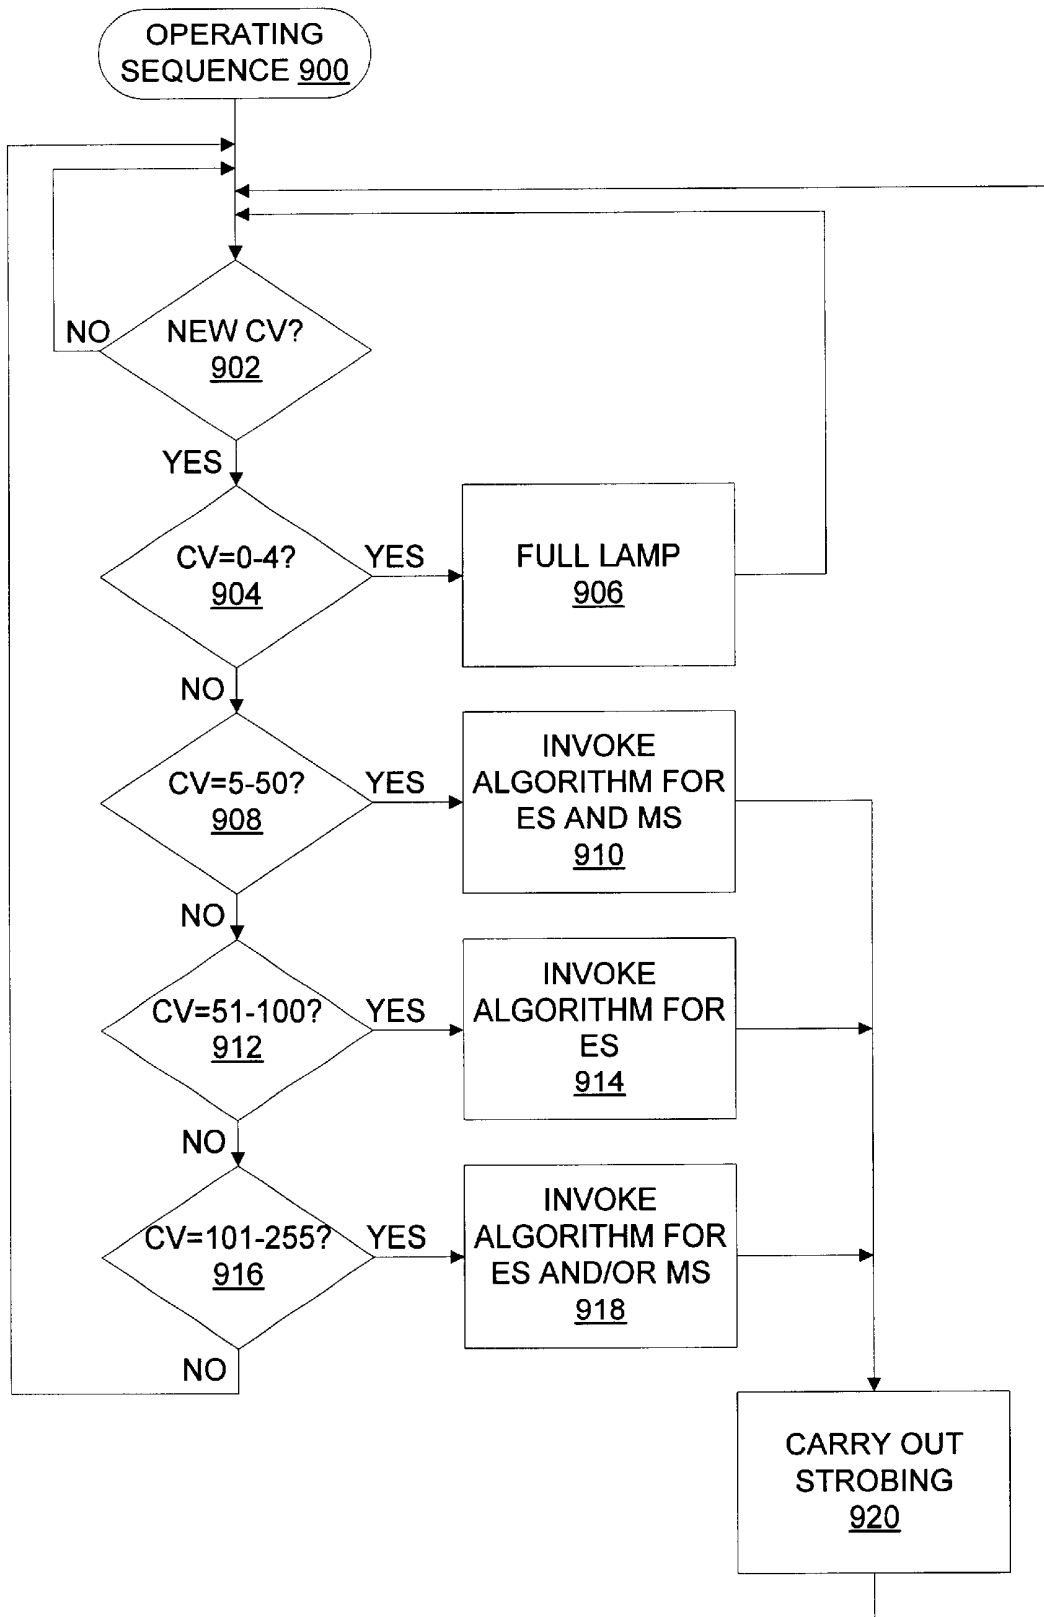 OPERATING
SEQUENCE 900
NO
NEW CV?
902
YES
CV=0-4?
904
YES
FULL LAMP
906
NO
CV=5-50?
908
YES
INVOKE
ALGORITHM FOR
ES AND MS
910
NO
CV=51-100?
912
YES
INVOKE
ALGORITHM FOR
ES
914
NO
CV=101-255?
916
YES
INVOKE
ALGORITHM FOR
ES AND/OR MS
918
NO
CARRY OUT
STROBING
920